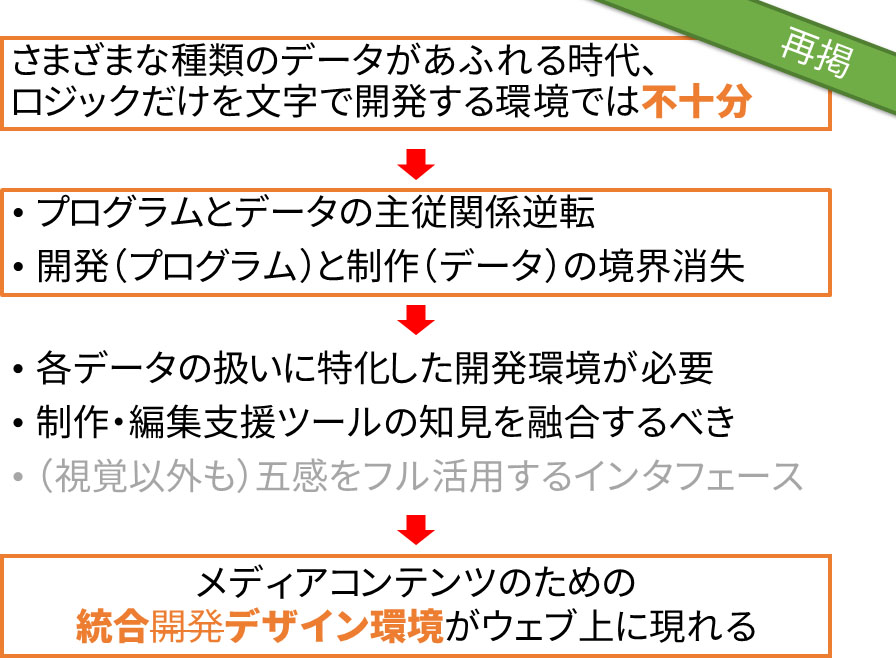 再掲
さまざまな種類のデータがあふれる時代、
ロジックだけを文字で開発する環境では不十分
• プログラムとデータの主従関係逆転
• 開発（プログラム）と制作（データ）の境界消失
• 各データの扱いに特化した開発環境が必要
• 制作・編集支援ツールの知見を融合するべき
• （視覚以外も）五感をフル活用するインタフェース
メディアコンテンツのための
統合開発デザイン環境がウェブ上に現れる